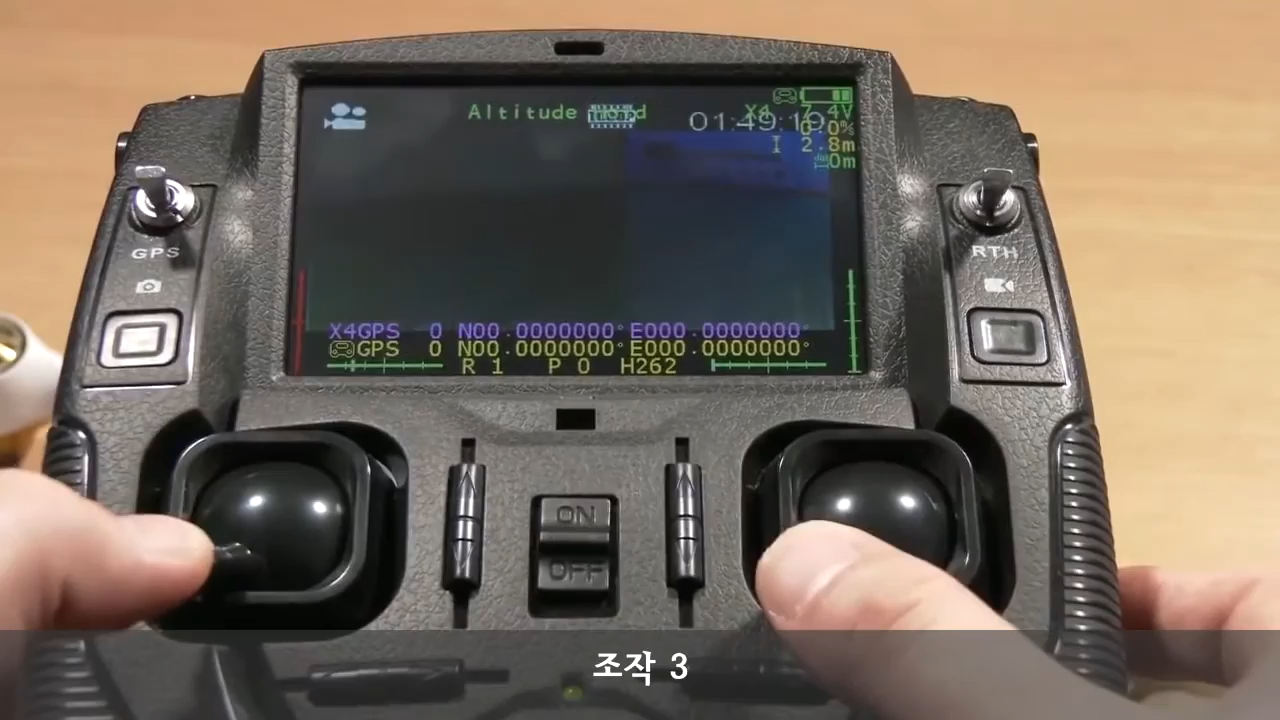 Altitude
X4 7.4V
01:49:19
0.0%
2.8m
0m
GPS
RTH
X4GPS 0 N00.0000000° E000.0000000°
GPS 0 N00.0000000° E000.0000000°
R 1 P 0 H262
ON
OFF
조작 3